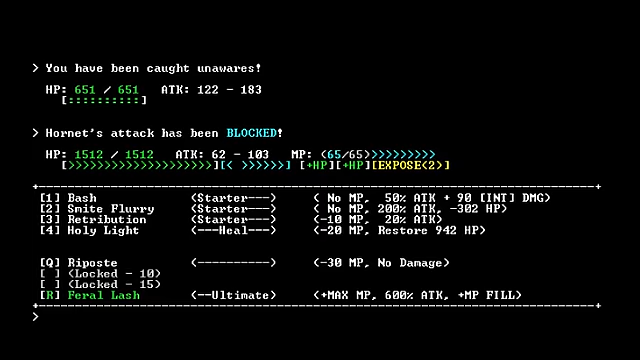 > You have been caught unawares!
HP: 651 / 651   ATK: 122 - 183
[::::::::::]
> Hornet's attack has been BLOCKED!
HP: 1512 / 1512   ATK: 62 - 103   MP: (65/65)>>>>>>>>>>
[>>>>>>>>>>>>>>>>>>>>>][< >>>>>>] [+HP][+HP][EXPOSE(2)]
[1] Bash (Starter---) ( No MP,  50% ATK + 90 [INT] DMG)
[2] Smite Flurry (Starter---) ( No MP, 200% ATK, -302 HP)
[3] Retribution (Starter---) (-10 MP,  20% ATK)
[4] Holy Light (---Heal---) (-20 MP, Restore 942 HP)
[Q] Riposte (----------) (-30 MP, No Damage)
[ ] (Locked - 10)
[ ] (Locked - 15)
[R] Feral Lash (--Ultimate) (+MAX MP, 600% ATK, +MP FILL)
>